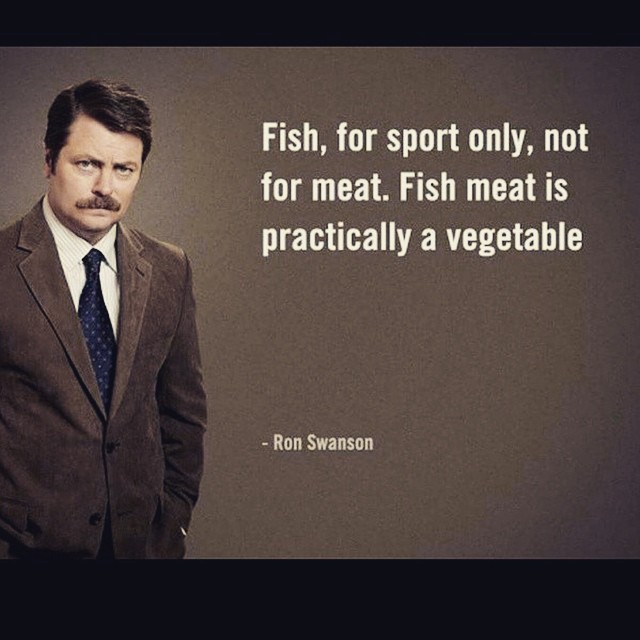 Fish, for sport only, not
for meat. Fish meat is
practically a vegetable
- Ron Swanson